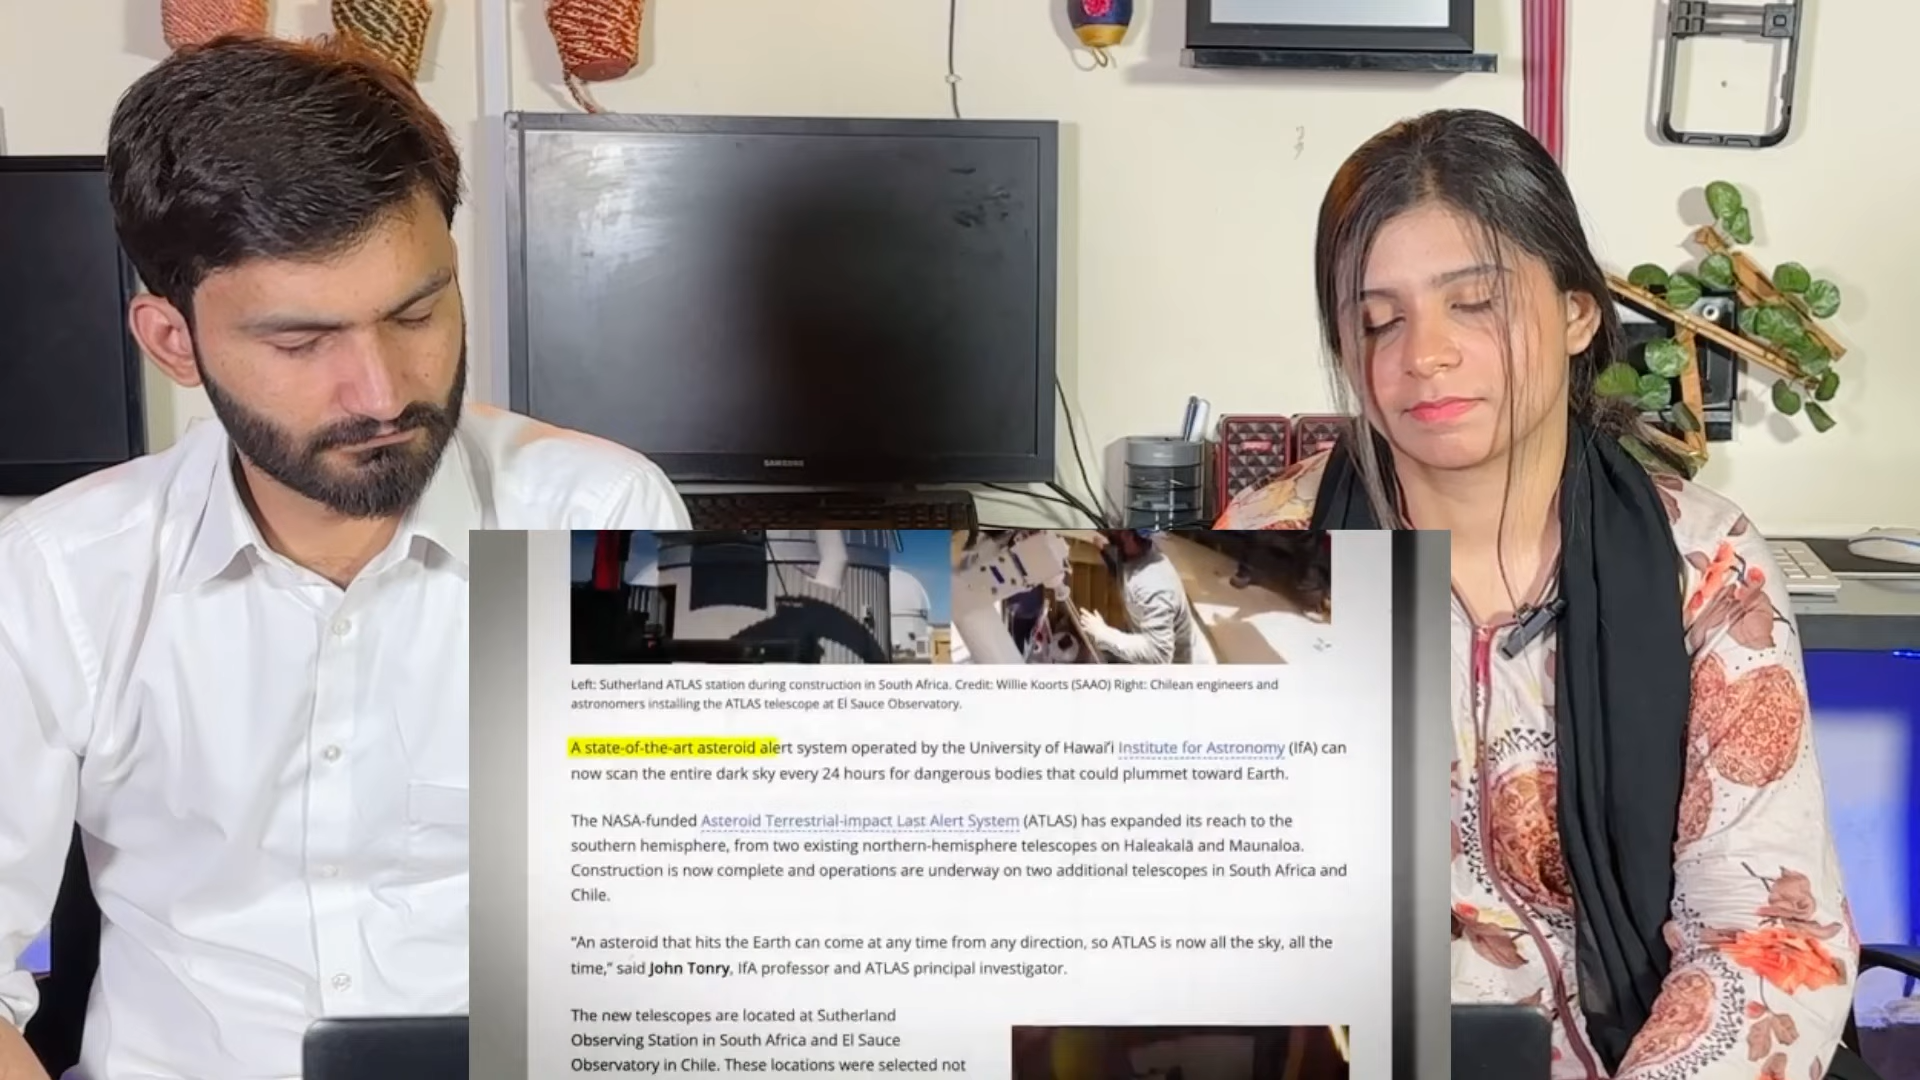 SAMSUNG
Left: Sutherland ATLAS station during construction in South Africa. Credit: Willie Koorts (SAAO) Right: Chilean engineers and
astronomers installing the ATLAS telescope at El Sauce Observatory.
A state-of-the-art asteroid alert system operated by the University of Hawaiʻi Institute for Astronomy (IfA) can
now scan the entire dark sky every 24 hours for dangerous bodies that could plummet toward Earth.
The NASA-funded Asteroid Terrestrial-impact Last Alert System (ATLAS) has expanded its reach to the
southern hemisphere, from two existing northern-hemisphere telescopes on Haleakalā and Maunaloa.
Construction is now complete and operations are underway on two additional telescopes in South Africa and
Chile.
“An asteroid that hits the Earth can come at any time from any direction, so ATLAS is now all the sky, all the
time,” said John Tonry, IfA professor and ATLAS principal investigator.
The new telescopes are located at Sutherland
Observing Station in South Africa and El Sauce
Observatory in Chile. These locations were selected not